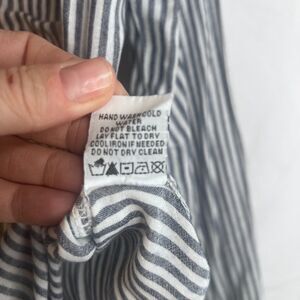 HAND WASH COLD
WATER
DO NOT BLEACH
LAY FLAT TO DRY
COOL IRON IF NEEDED
DO NOT DRY CLEAN